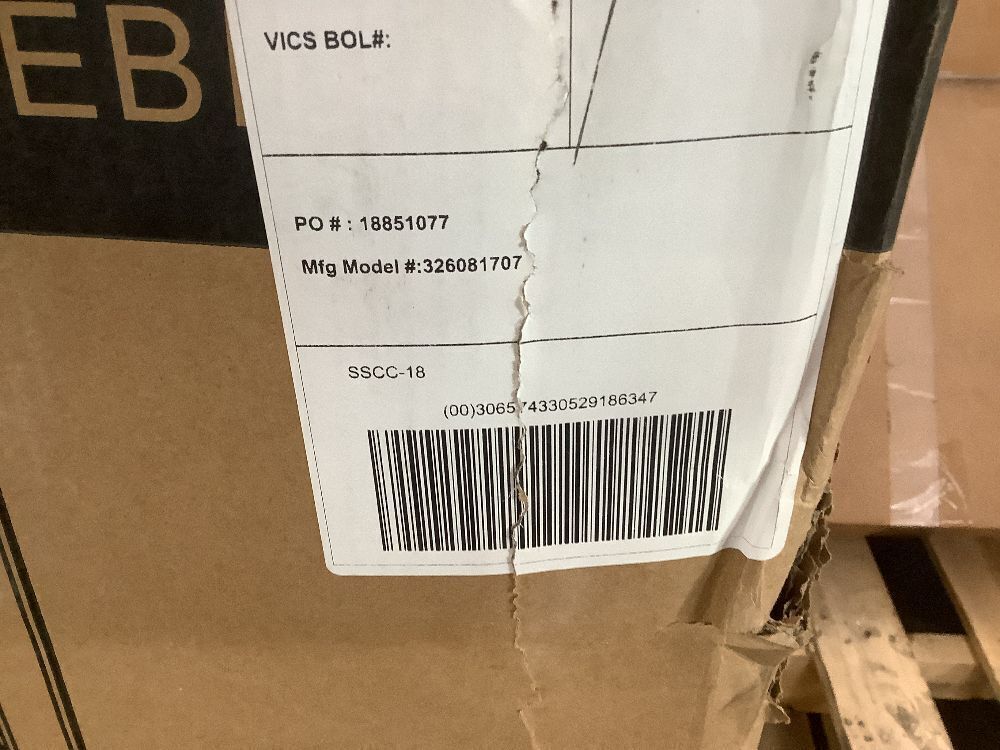 EB
VICS BOL#:
PO # : 18851077
Mfg Model #:326081707
SSCC-18
(00)306574330529186347